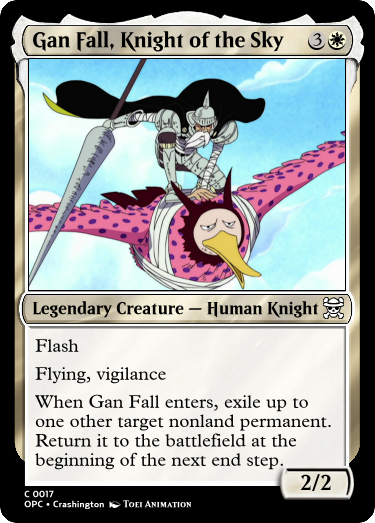 Gan Fall, Knight of the Sky 3
Legendary Creature — Human Knight
Flash
Flying, vigilance
When Gan Fall enters, exile up to
one other target nonland permanent.
Return it to the battlefield at the
beginning of the next end step.
2/2
C 0017
OPC • Crashington Toei Animation